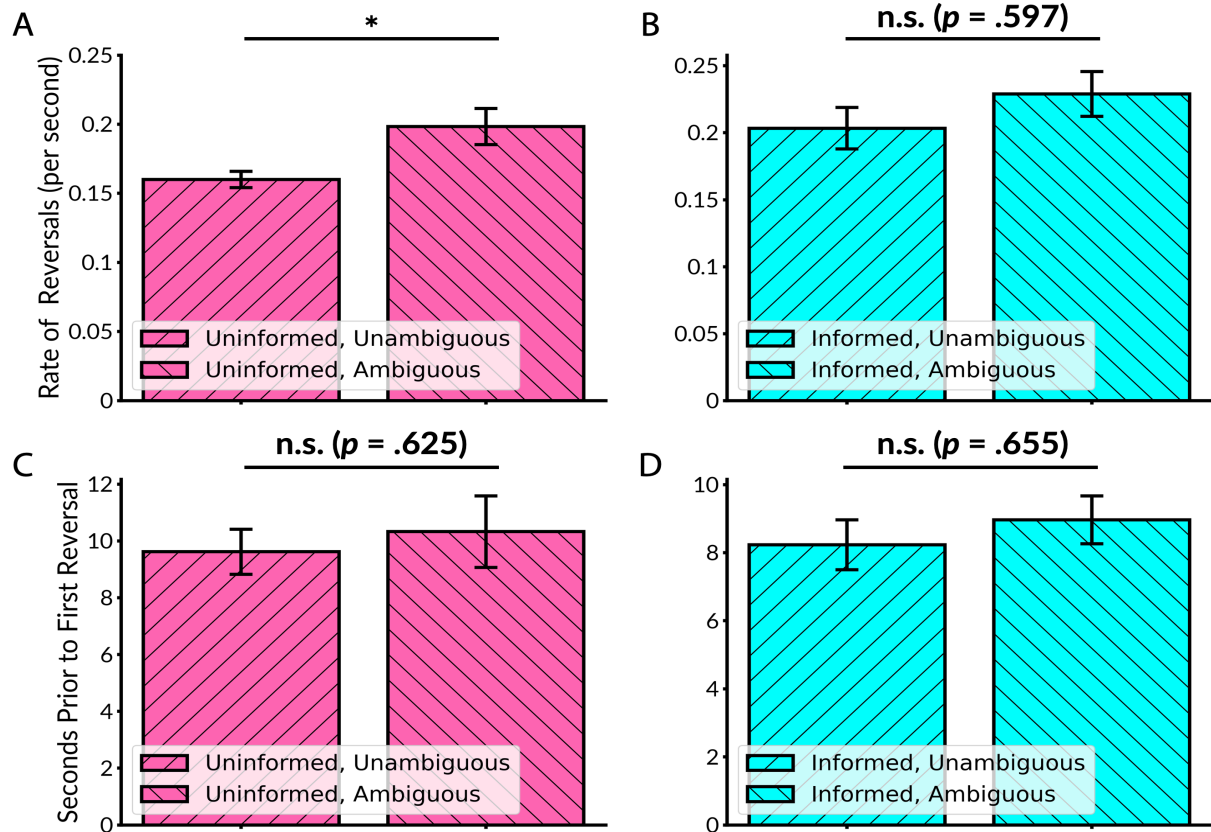 A
*
Rate of Reversals (per second)
0.25
0.2
0.15
0.1
0.05
0
Uninformed, Unambiguous
Uninformed, Ambiguous
B
n.s. (p = .597)
0.25
0.2
0.15
0.1
0.05
0
Informed, Unambiguous
Informed, Ambiguous
C
n.s. (p = .625)
Seconds Prior to First Reversal
12
10
8
6
4
2
0
Uninformed, Unambiguous
Uninformed, Ambiguous
D
n.s. (p = .655)
10
8
6
4
2
0
Informed, Unambiguous
Informed, Ambiguous